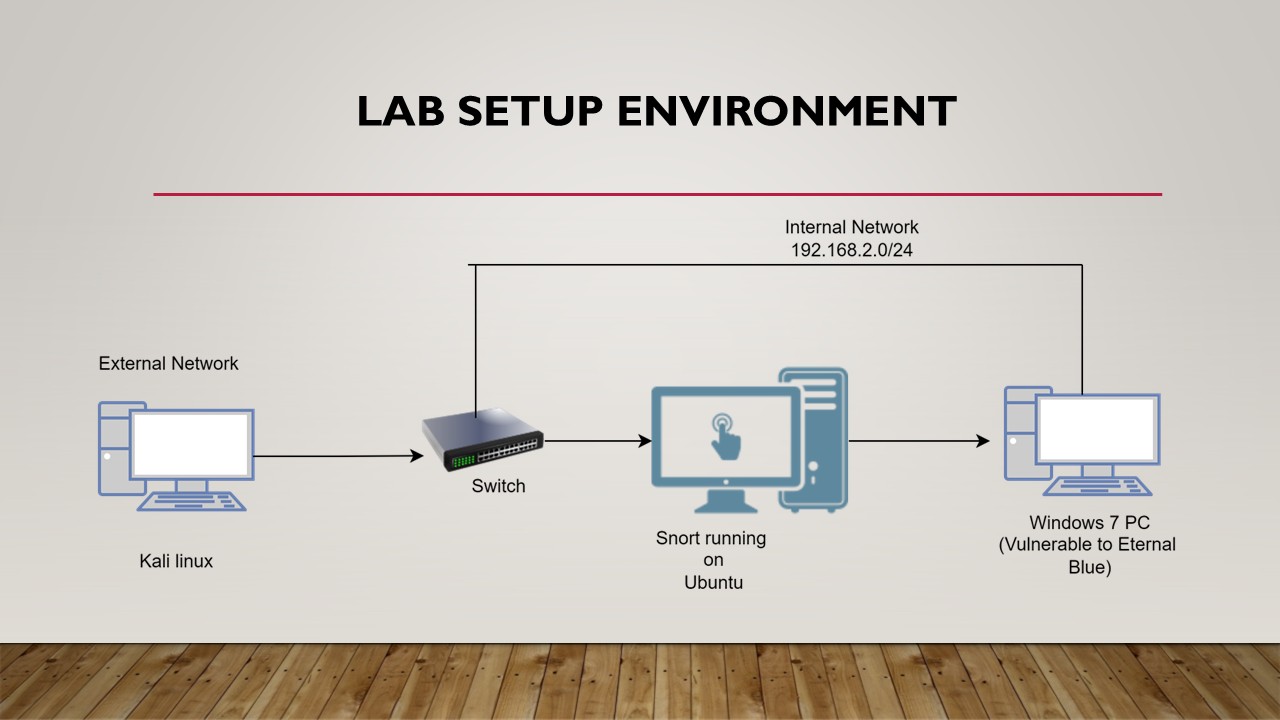 LAB SETUP ENVIRONMENT
Internal Network
192.168.2.0/24
External Network
Switch
Kali linux
Snort running
on
Ubuntu
Windows 7 PC
(Vulnerable to Eternal
Blue)